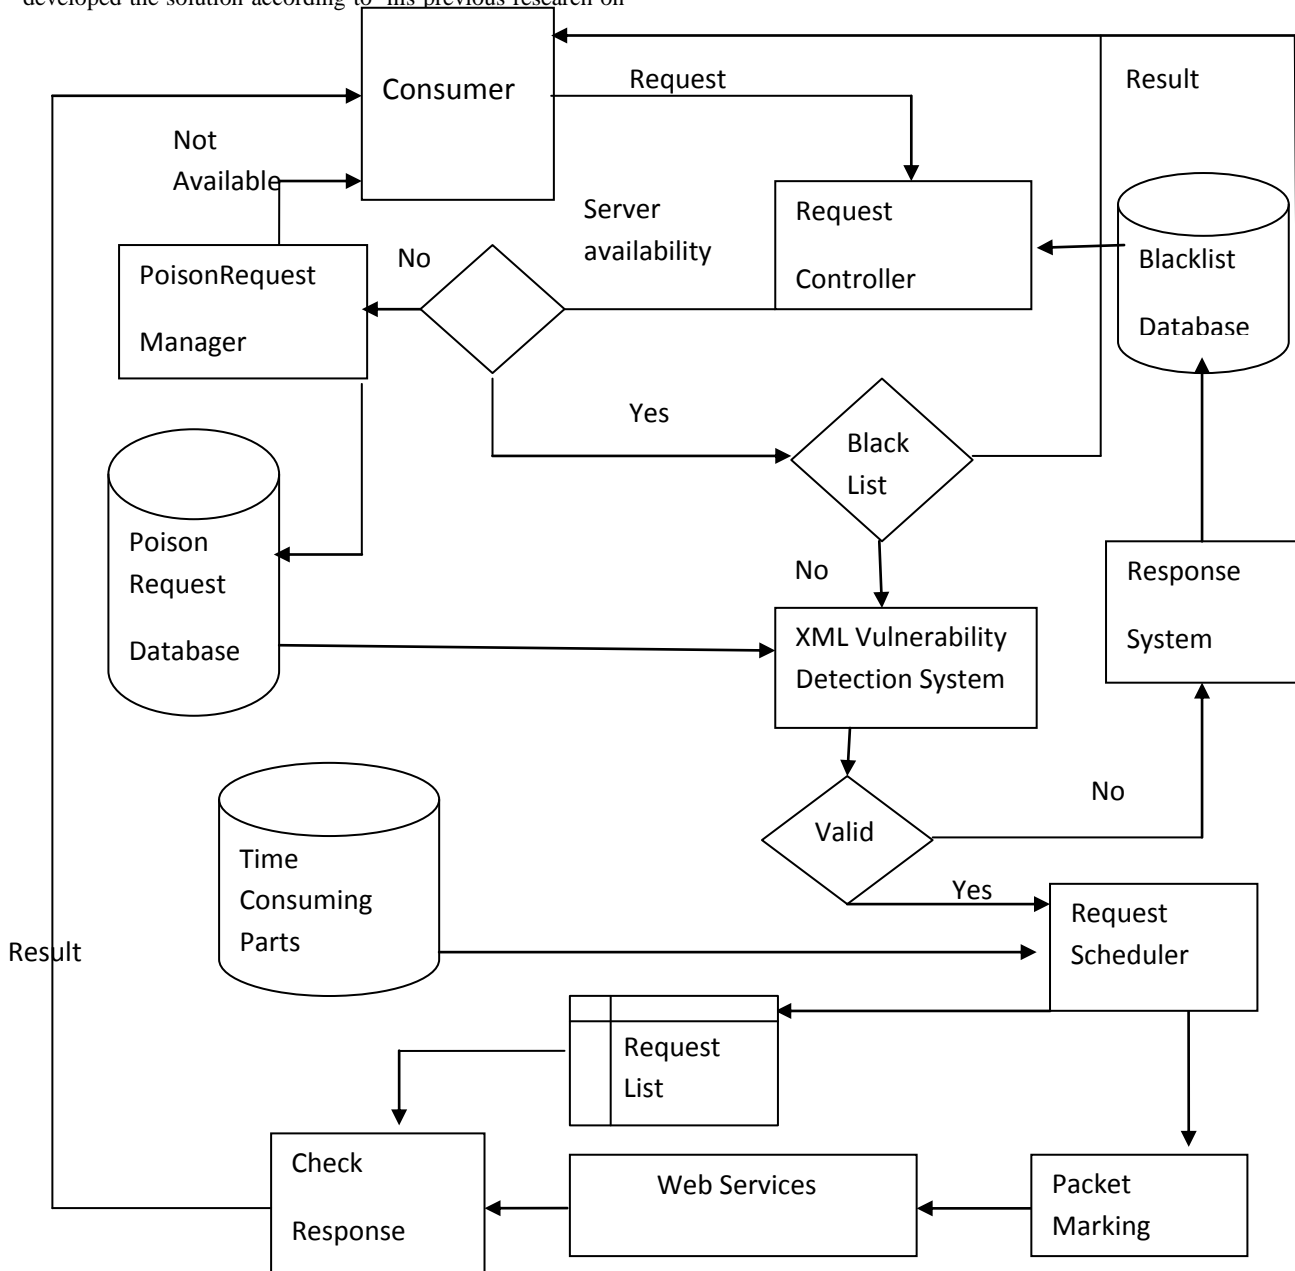 developed the solution according to his previous research on
Consumer
Request
Result
Not
Available
Server
availability
Request
Controller
Blacklist
Database
No
PoisonRequest
Manager
Yes
Black
List
Poison
Request
Database
No
XML Vulnerability
Detection System
Response
System
Valid
No
Time
Consuming
Parts
Yes
Request
Scheduler
Result
Request
List
Check
Response
Web Services
Packet
Marking